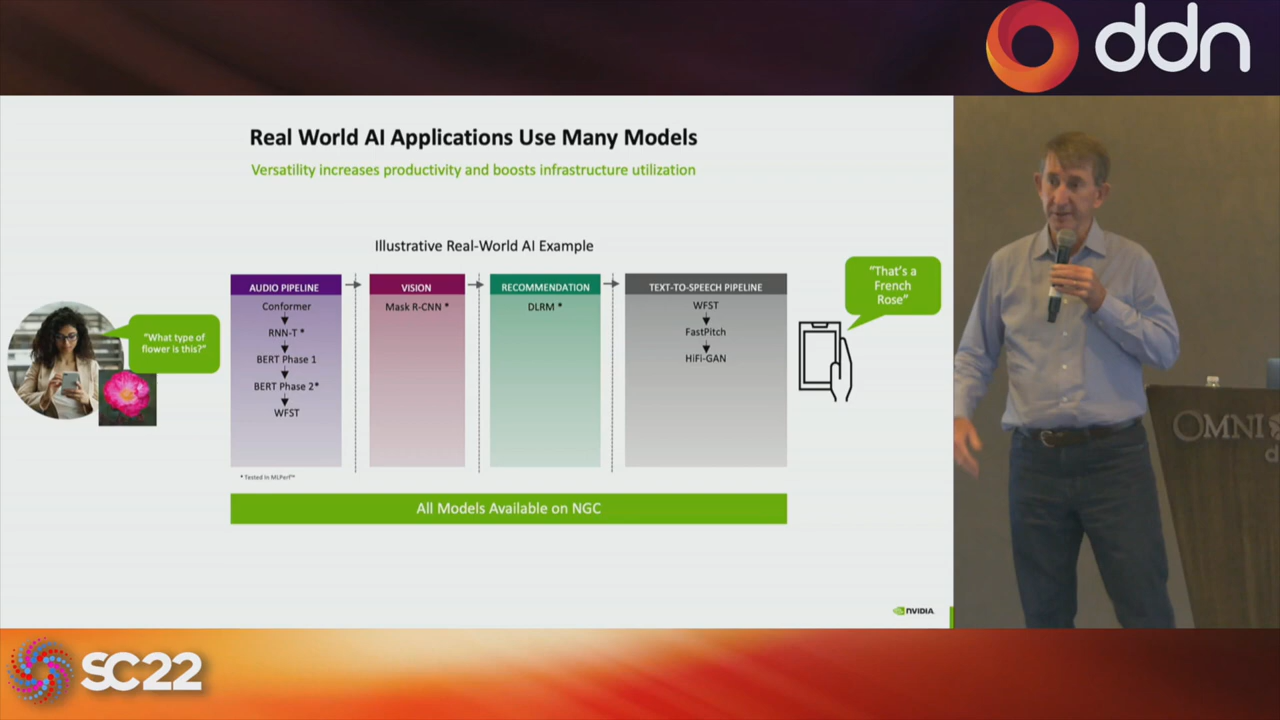 ddn
Real World AI Applications Use Many Models
Versatility increases productivity and boosts infrastructure utilization
Illustrative Real-World AI Example
AUDIO PIPELINE
Conformer
RNN-T *
BERT Phase 1
BERT Phase 2*
WFST
VISION
Mask R-CNN *
RECOMMENDATION
DLRM *
TEXT-TO-SPEECH PIPELINE
WFST
FastPitch
HiFi-GAN
"What type of
flower is this?"
"That's a
French
Rose"
* Tested in MLPerf™
All Models Available on NGC
NVIDIA
OMNI
d
SC22